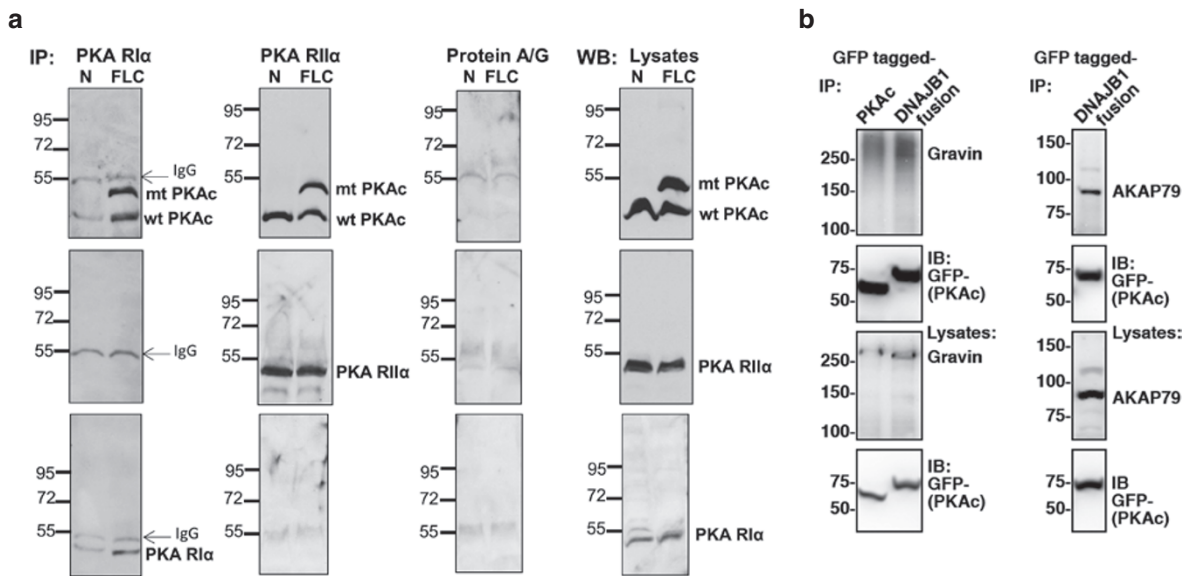 a
IP: PKA RIα PKA RIIα Protein A/G WB: Lysates
N FLC N FLC N FLC N FLC
95 95 95 95
72 72 72 72
55 IgG 55 55 55
mt PKAc mt PKAc mt PKAc
wt PKAc wt PKAc wt PKAc
95 95 95 95
72 72 72 72
55 IgG 55 55 55
PKA RIIα PKA RIIα
95 95 95 95
72 72 72 72
55 IgG 55 55 55 PKA RIα
PKA RIα
b
GFP tagged- GFP tagged-
IP: PKAc DNAJB1 fusion IP: DNAJB1 fusion
250- Gravin 150-
150- 100- AKAP79
100- 75-
75- IB: 75- IB:
50- GFP- 50- GFP-
(PKAc) (PKAc)
Lysates: Lysates:
250- Gravin 150-
150- 100- AKAP79
100- 75-
75- IB: 75- IB
50- GFP- 50- GFP-
(PKAc) (PKAc)